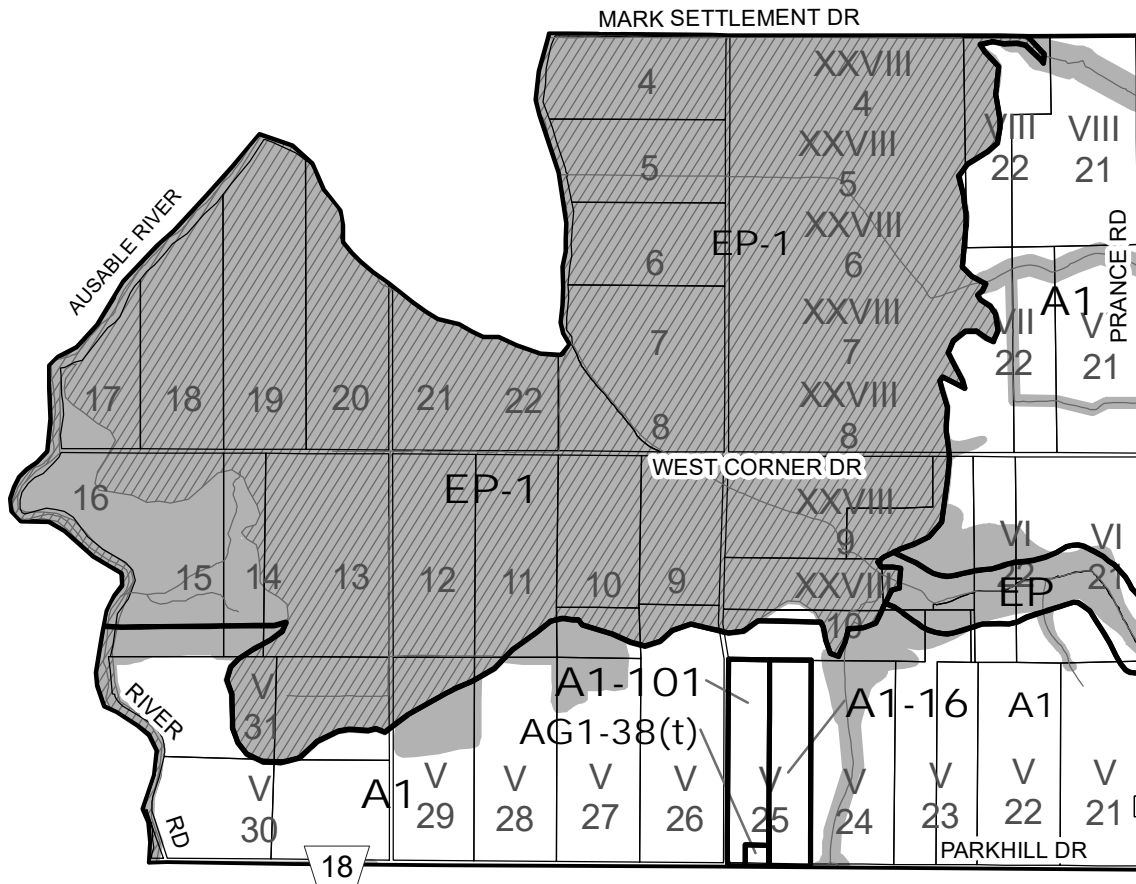 MARK SETTLEMENT DR
XXVIII
4
4
VIII
22
VIII
21
XXVIII
5
5
AUSABLE RIVER
XXVIII
6
6
EP-1
PRANCE RD
A1
XXVIII
7
7
VII
22
V
21
17
18
19
20
21
22
XXVIII
8
8
WEST CORNER DR
EP-1
16
XXVIII
9
VI
22
VI
21
15
14
13
12
11
10
9
XXVIII
10
EP
RIVER
RD
V
31
A1-101
AG1-38(t)
A1-16
A1
A1
V
30
V
29
V
28
V
27
V
26
V
25
V
24
V
23
V
22
V
21
PARKHILL DR
18